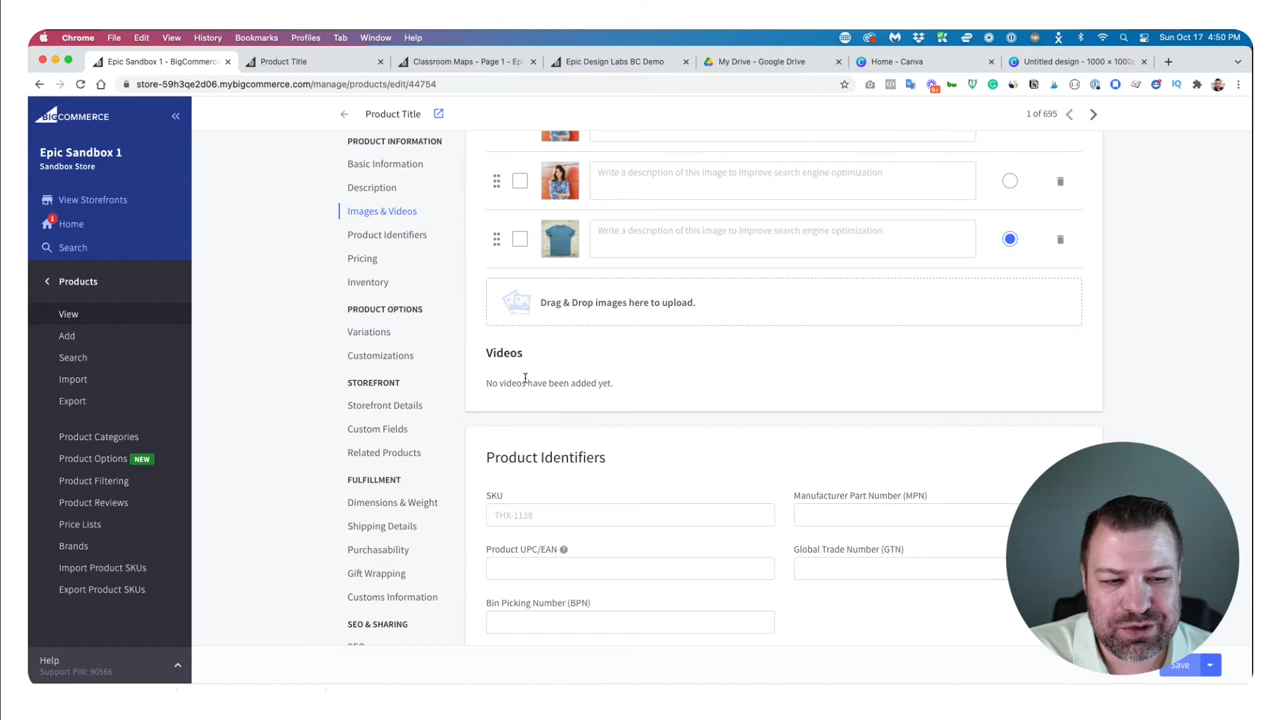 Chrome File Edit View History Bookmarks Profiles Tab Window Help
Sun Oct 17 4:50 PM
Epic Sandbox 1 - BigCommerce
Product Title
Classroom Maps - Page 1 - Epi
Epic Design Labs BC Demo
My Drive - Google Drive
Home - Canva
Untitled design - 1000 × 1000
store-59h3qe2d06.mybigcommerce.com/manage/products/edit/44754
BIGCOMMERCE
Product Title
1 of 695
Epic Sandbox 1
Sandbox Store
View Storefronts
1
Home
Search
Products
View
Add
Search
Import
Export
Product Categories
Product Options NEW
Product Filtering
Product Reviews
Price Lists
Brands
Import Product SKUs
Export Product SKUs
Help
Support PIN: 90566
PRODUCT INFORMATION
Basic Information
Description
Images & Videos
Product Identifiers
Pricing
Inventory
PRODUCT OPTIONS
Variations
Customizations
STOREFRONT
Storefront Details
Custom Fields
Related Products
FULFILLMENT
Dimensions & Weight
Shipping Details
Purchasability
Gift Wrapping
Customs Information
SEO & SHARING
Write a description of this image to improve search engine optimization
Write a description of this image to improve search engine optimization
Drag & Drop images here to upload.
Videos
No videos have been added yet.
Product Identifiers
SKU
THX-1138
Manufacturer Part Number (MPN)
Product UPC/EAN
Global Trade Number (GTN)
Bin Picking Number (BPN)
Save